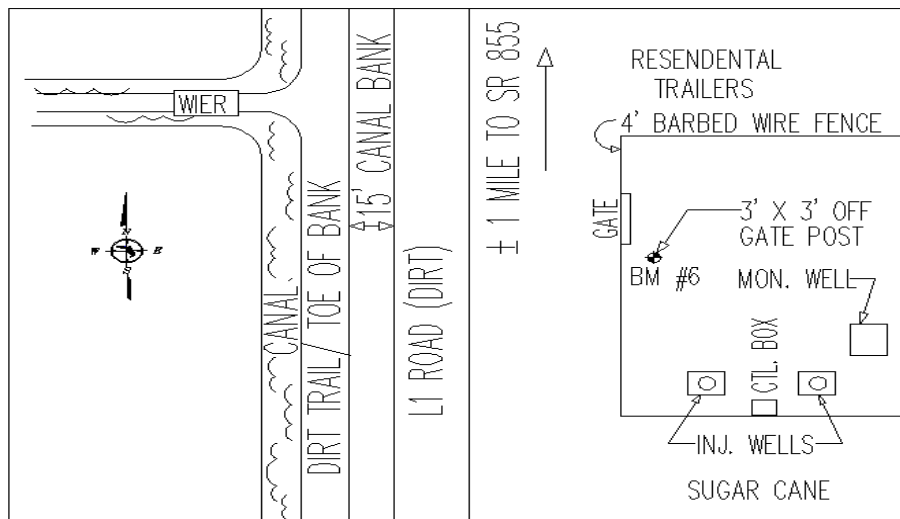 WIER
N
W E
S
CANAL
DIRT TRAIL/ TOE OF BANK
±15' CANAL BANK
L1 ROAD (DIRT)
± 1 MILE TO SR 855
RESENDENTAL
TRAILERS
4' BARBED WIRE FENCE
GATE
3' X 3' OFF
GATE POST
BM #6
MON. WELL
CTL. BOX
INJ. WELLS
SUGAR CANE